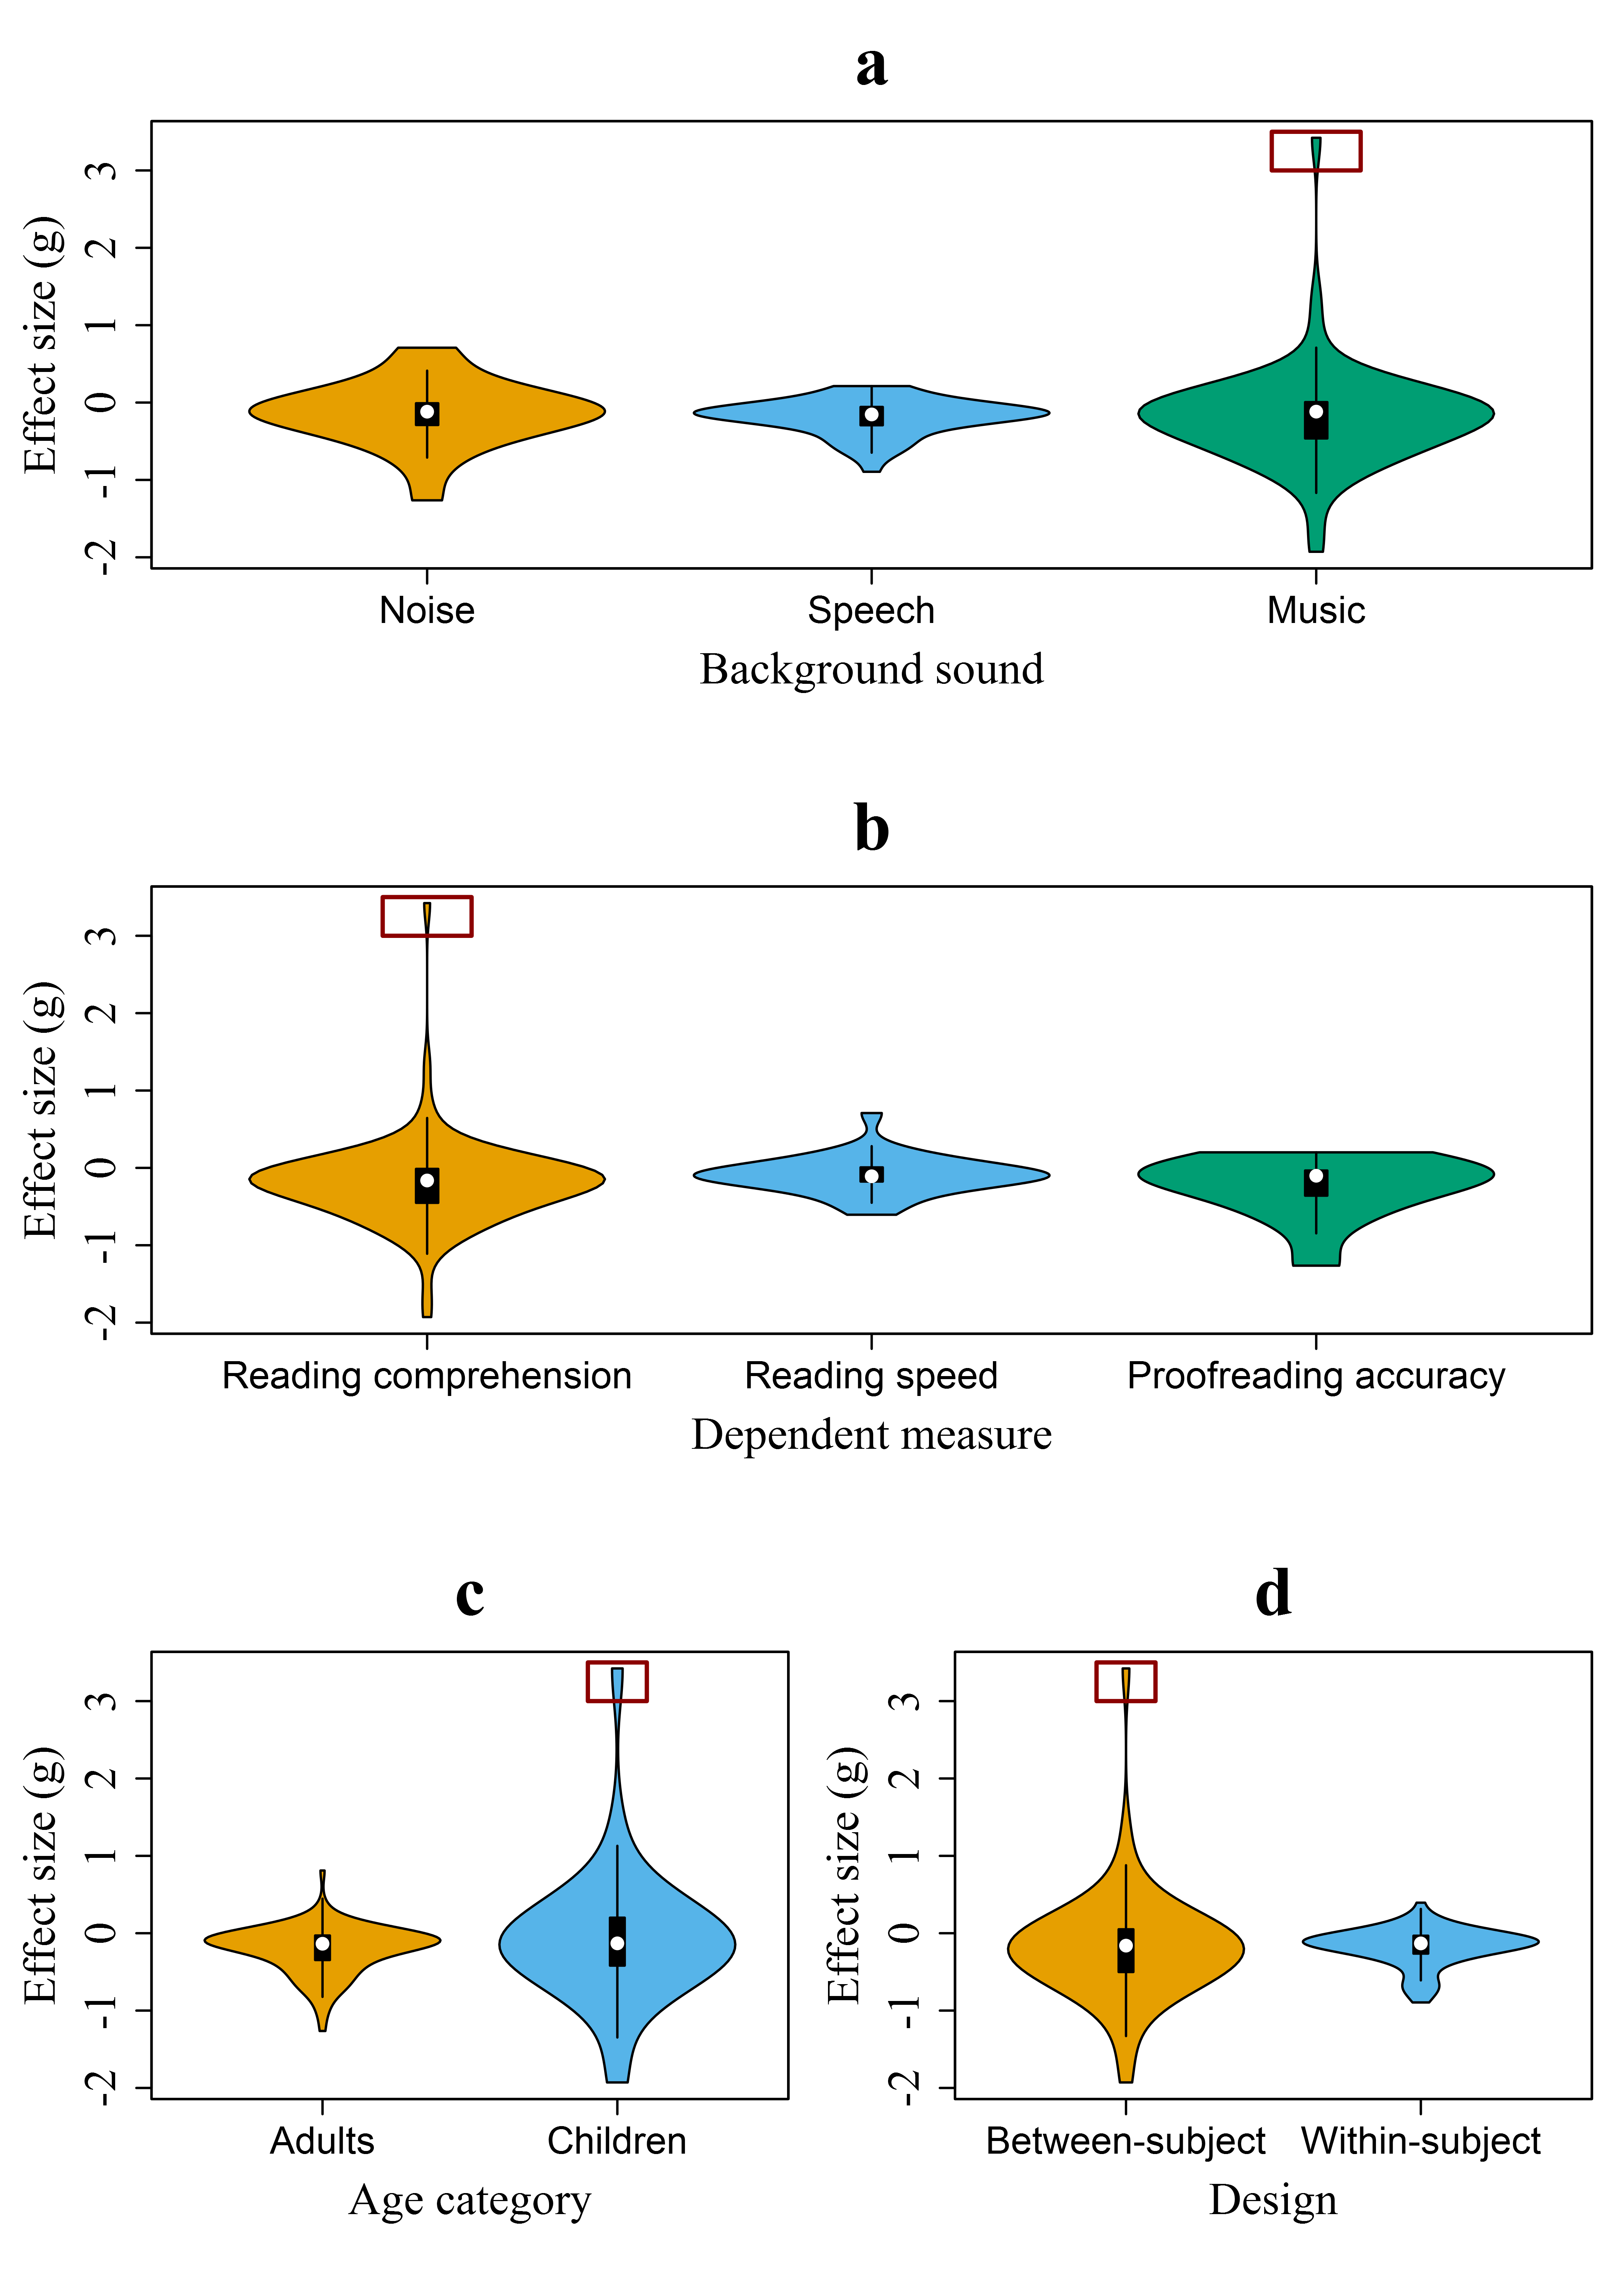 a
Effect size (g)
3
2
1
0
-1
-2
Noise Speech Music
Background sound
b
Effect size (g)
3
2
1
0
-1
-2
Reading comprehension Reading speed Proofreading accuracy
Dependent measure
c
Effect size (g)
3
2
1
0
-1
-2
Adults Children
Age category
d
Effect size (g)
3
2
1
0
-1
-2
Between-subject Within-subject
Design